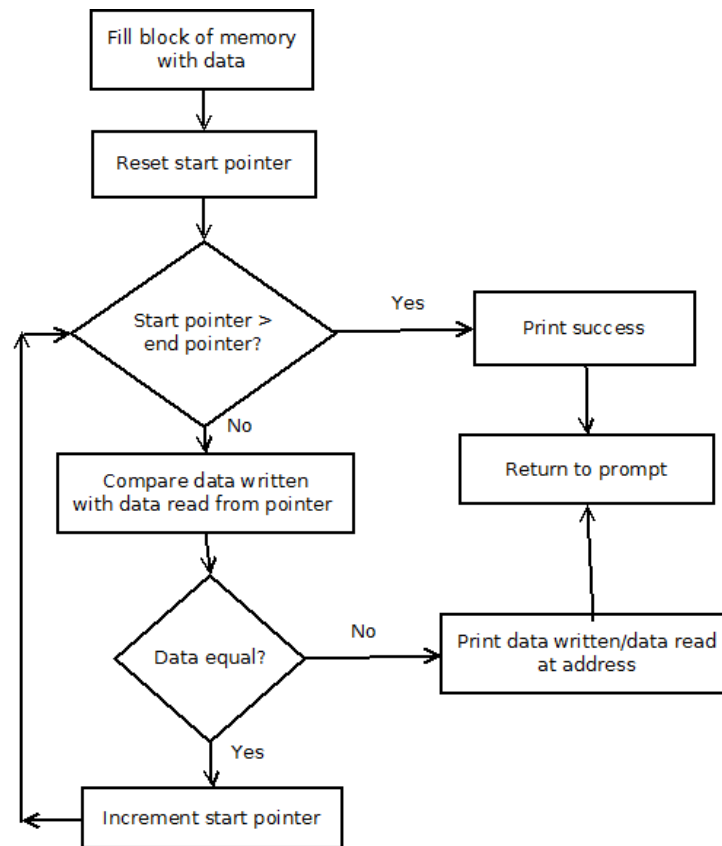 Fill block of memory
with data
Reset start pointer
Start pointer >
end pointer?
Yes
Print success
No
Compare data written
with data read from pointer
Return to prompt
Data equal?
No
Print data written/data read
at address
Yes
Increment start pointer